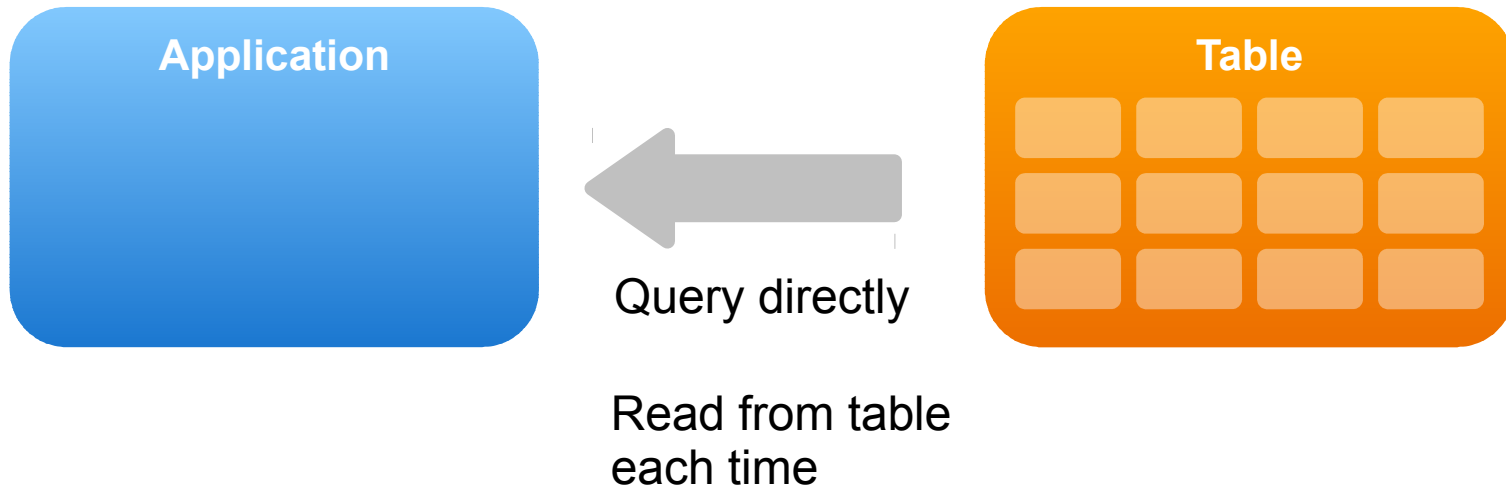 Application
Table
Query directly
Read from table
each time